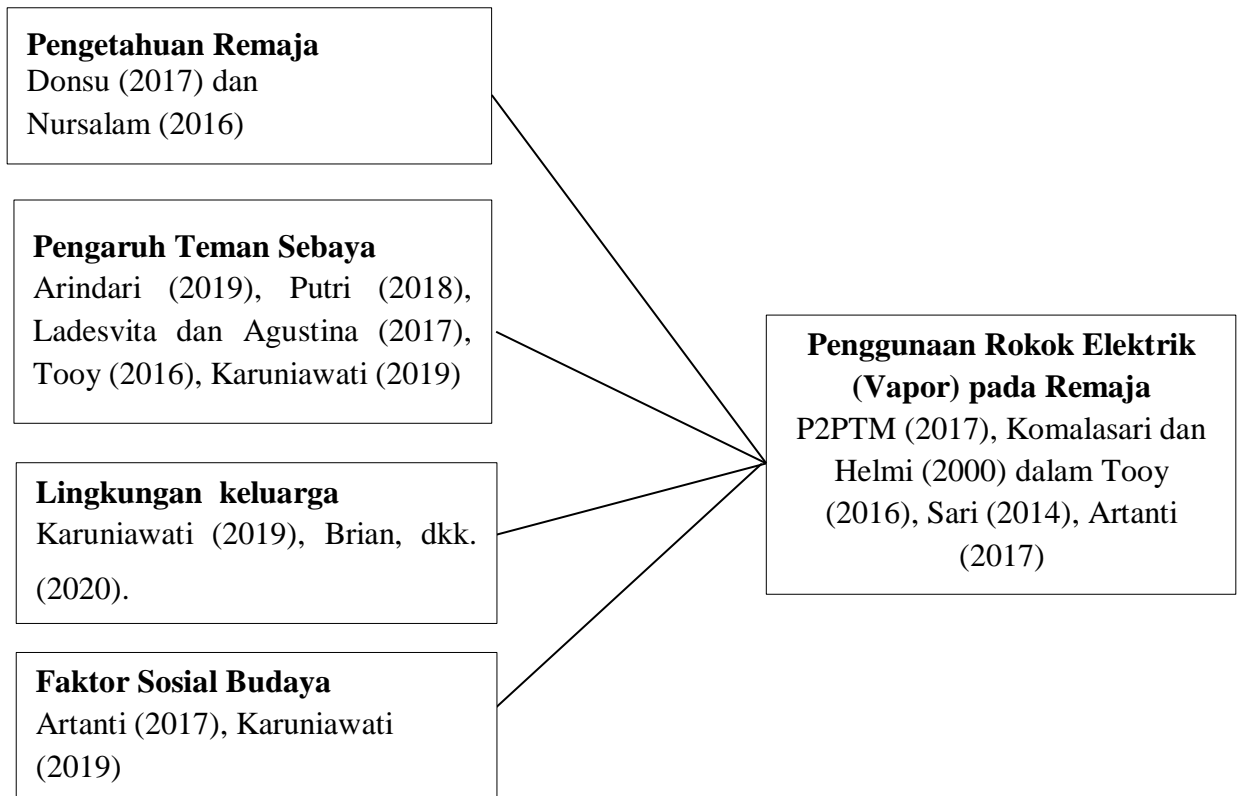 Pengetahuan Remaja
Donsu (2017) dan
Nursalam (2016)
Pengaruh Teman Sebaya
Arindari (2019), Putri (2018),
Ladesvita dan Agustina (2017),
Tooy (2016), Karuniawati (2019)
Lingkungan keluarga
Karuniawati (2019), Brian, dkk.
(2020).
Faktor Sosial Budaya
Artanti (2017), Karuniawati
(2019)
Penggunaan Rokok Elektrik
(Vapor) pada Remaja
P2PTM (2017), Komalasari dan
Helmi (2000) dalam Tooy
(2016), Sari (2014), Artanti
(2017)